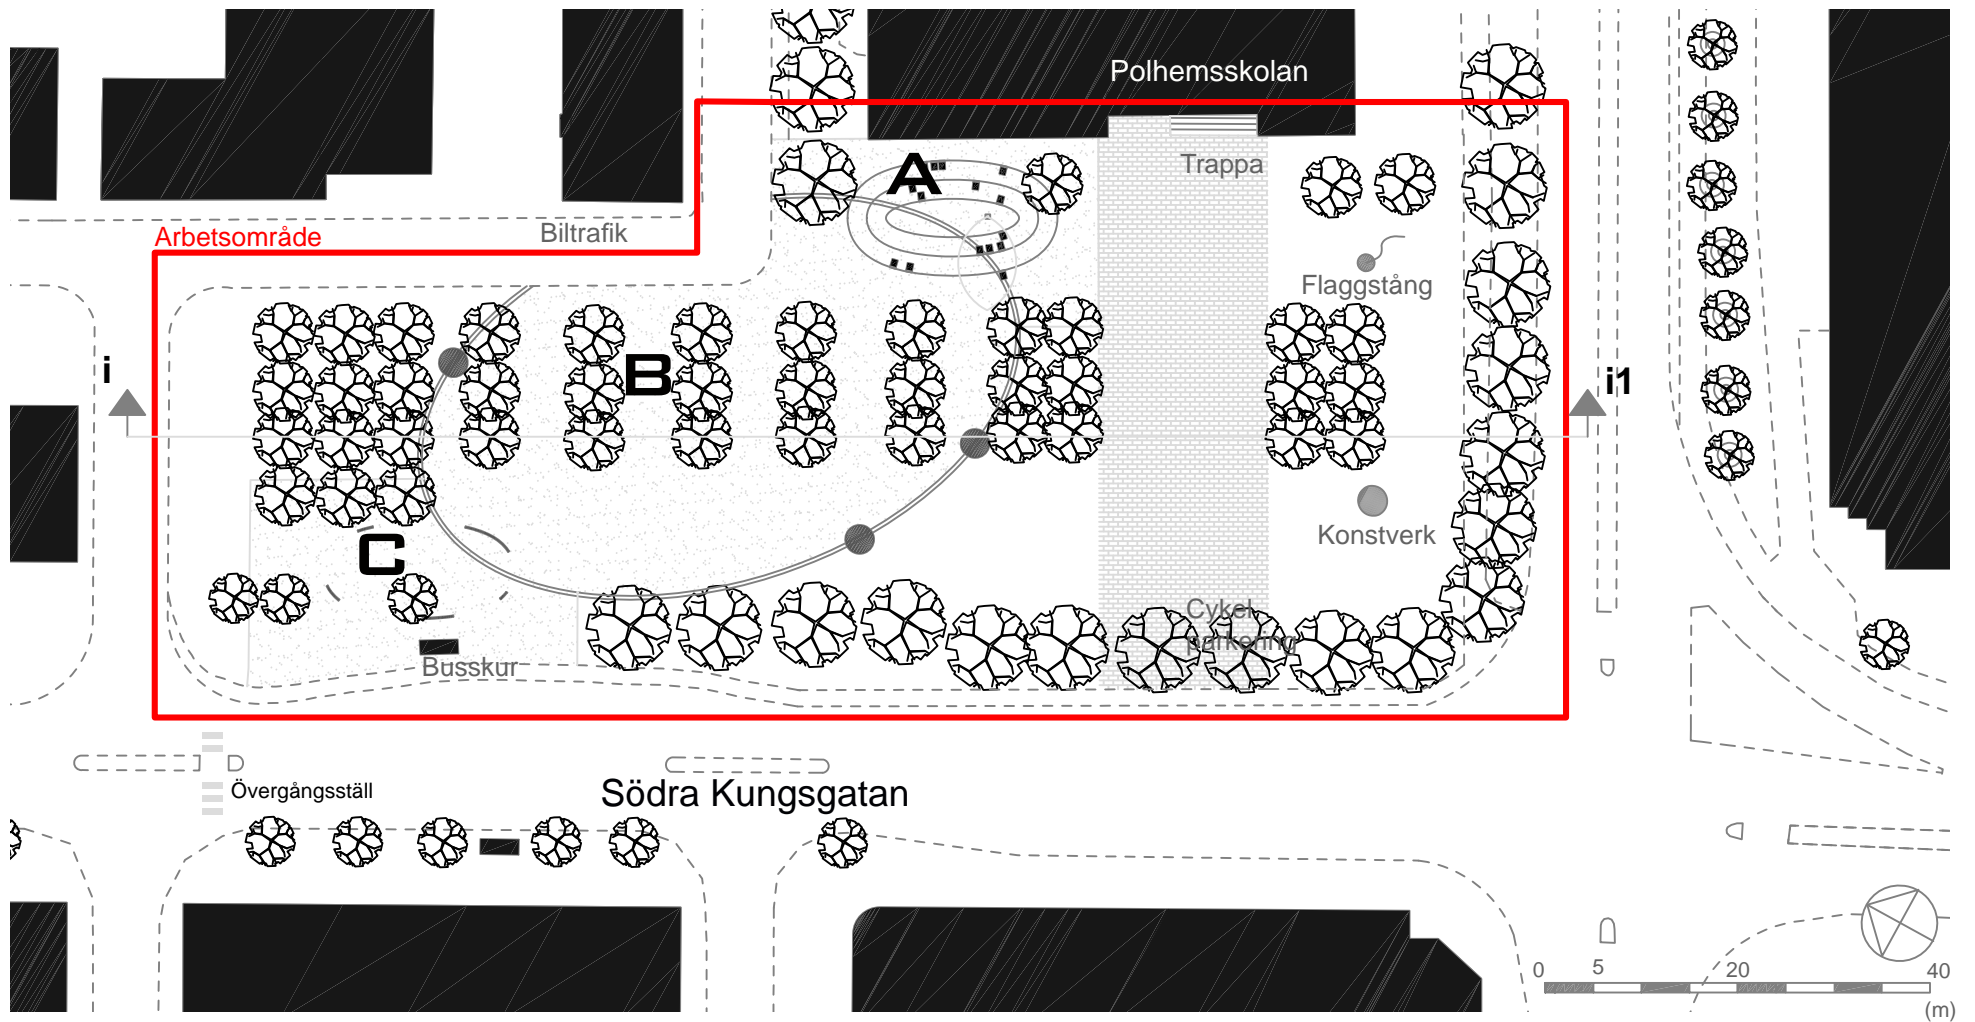 Polhemsskolan
A
Trappa
Arbetsområde
Biltrafik
Flaggstång
i
B
i1
Konstverk
C
Cykel
parkering
Busskur
Övergångsställ
Södra Kungsgatan
0 5 20 40
(m)